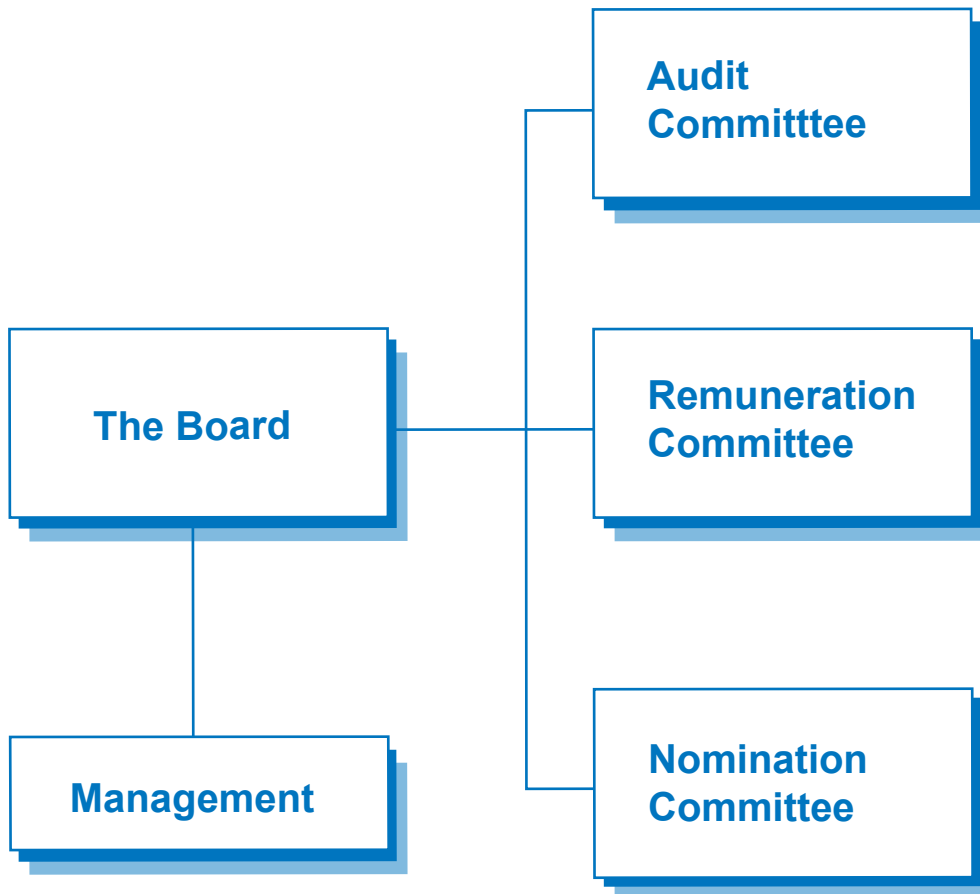 Audit
Committtee
The Board
Remuneration
Committee
Management
Nomination
Committee